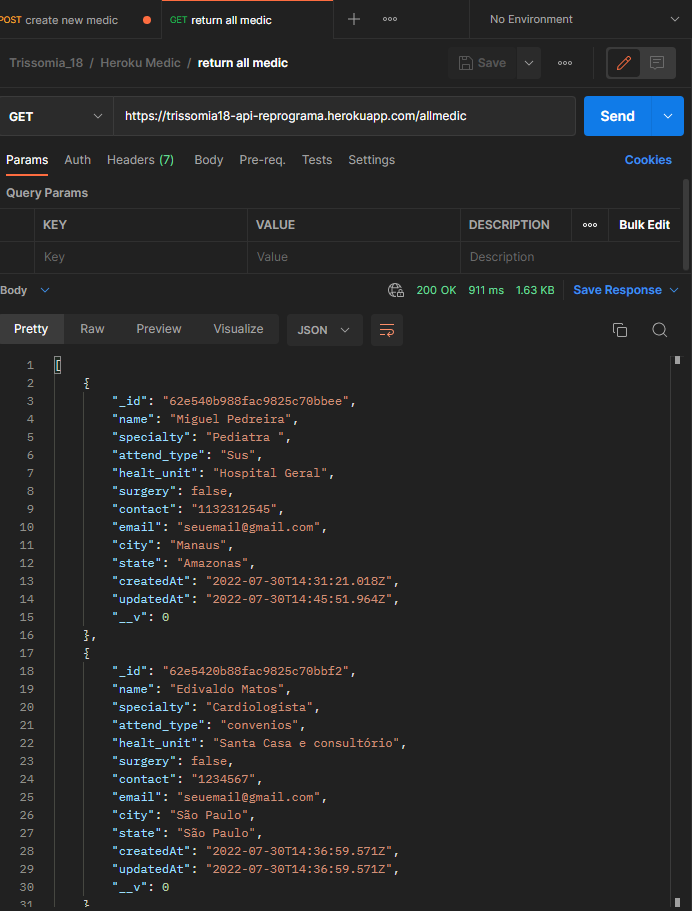 POST create new medic GET return all medic No Environment
Trissomia_18 / Heroku Medic / return all medic Save
GET https://trissomia18-api-reprograma.herokuapp.com/allmedic Send
Params Auth Headers (7) Body Pre-req. Tests Settings Cookies
Query Params
KEY VALUE DESCRIPTION Bulk Edit
Key Value Description
Body 200 OK 911 ms 1.63 KB Save Response
Pretty Raw Preview Visualize JSON
1 [
2 {
3 "_id": "62e540b988fac9825c70bbee",
4 "name": "Miguel Pedreira",
5 "specialty": "Pediatra ",
6 "attend_type": "Sus",
7 "healt_unit": "Hospital Geral",
8 "surgery": false,
9 "contact": "1132312545",
10 "email": "seuemail@gmail.com",
11 "city": "Manaus",
12 "state": "Amazonas",
13 "createdAt": "2022-07-30T14:31:21.018Z",
14 "updatedAt": "2022-07-30T14:45:51.964Z",
15 "__v": 0
16 },
17 {
18 "_id": "62e5420b88fac9825c70bbf2",
19 "name": "Edivaldo Matos",
20 "specialty": "Cardiologista",
21 "attend_type": "convenios",
22 "healt_unit": "Santa Casa e consultório",
23 "surgery": false,
24 "contact": "1234567",
25 "email": "seuemail@gmail.com",
26 "city": "São Paulo",
27 "state": "São Paulo",
28 "createdAt": "2022-07-30T14:36:59.571Z",
29 "updatedAt": "2022-07-30T14:36:59.571Z",
30 "__v": 0
31 }